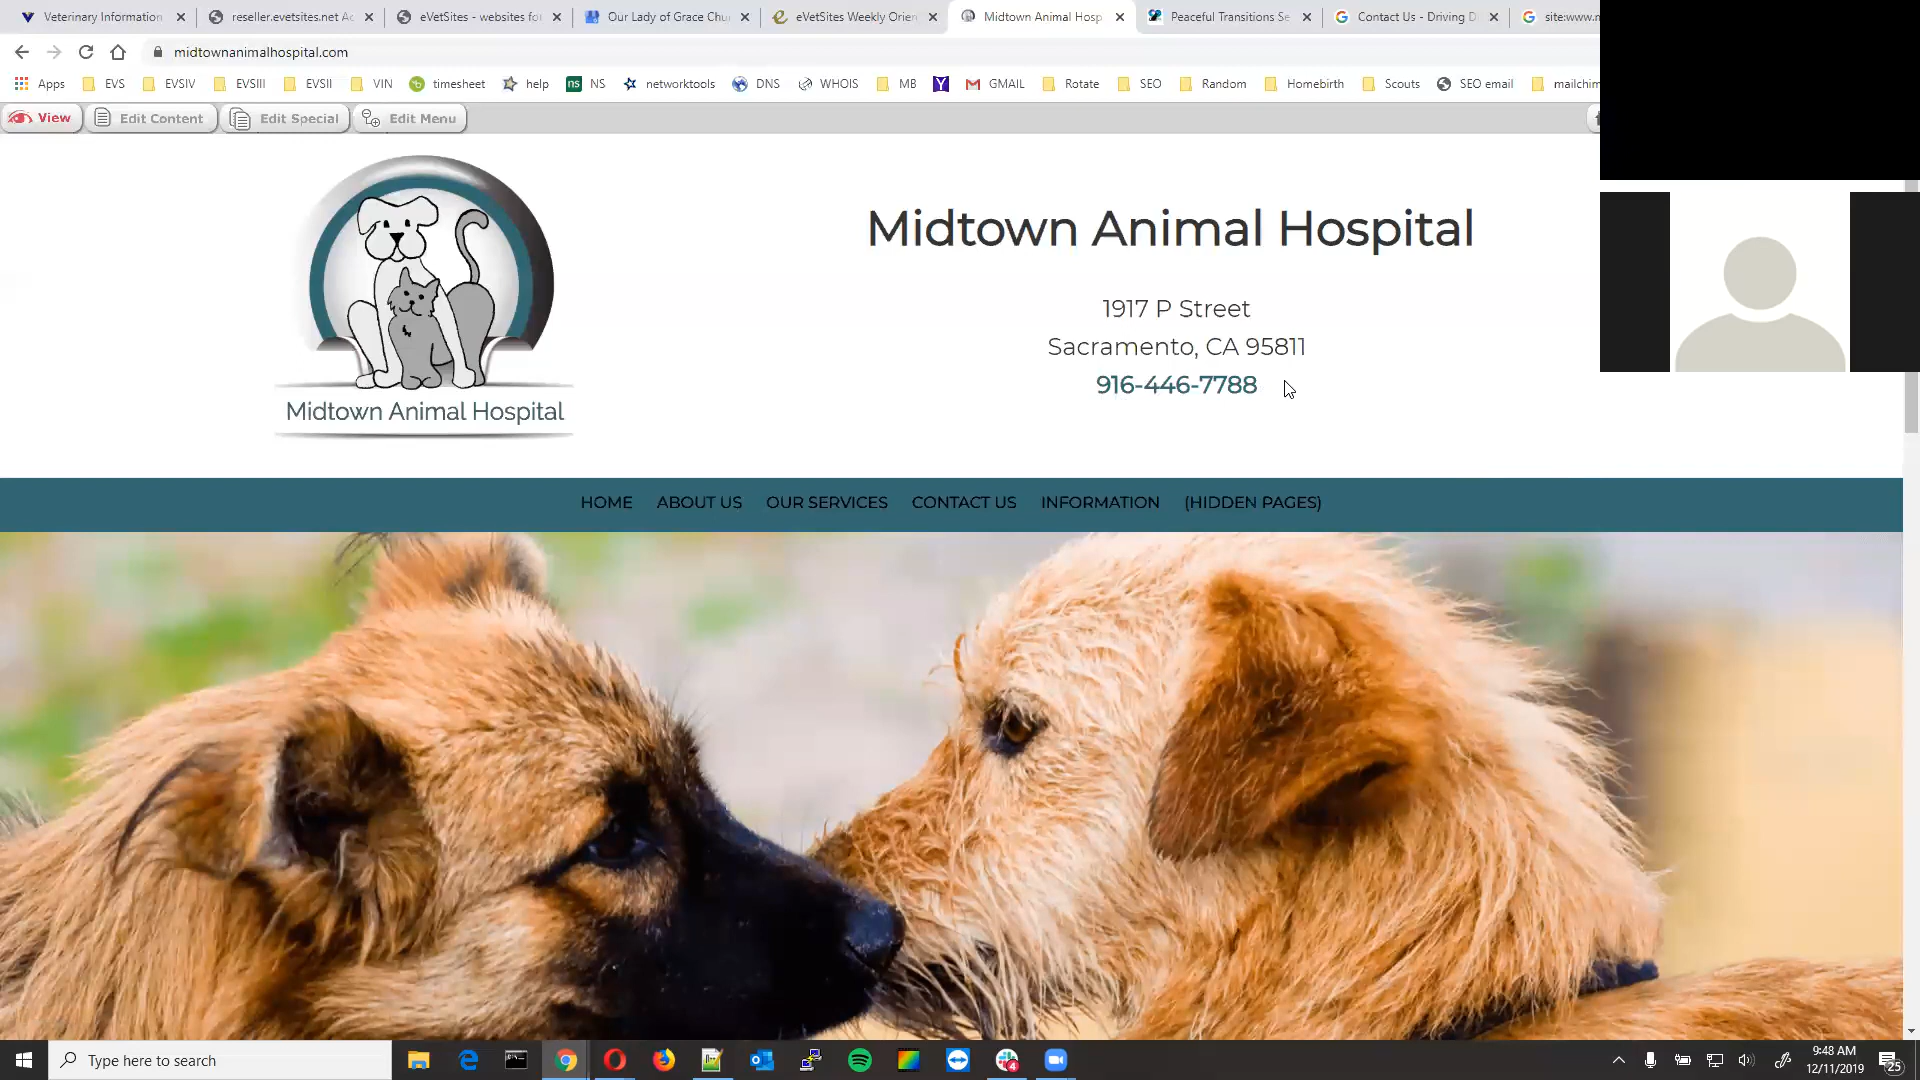 Veterinary Information
reseller.evetsites.net Ac
eVetSites - websites fo
Our Lady of Grace Chu
eVetSites Weekly Orien
Midtown Animal Hosp
Peaceful Transitions Se
Contact Us - Driving D
site:www.m
midtownanimalhospital.com
Apps
EVS
EVSIV
EVSIII
EVSII
VIN
timesheet
help
ns
NS
networktools
DNS
WHOIS
MB
GMAIL
Rotate
SEO
Random
Homebirth
Scouts
SEO email
mailchim
View
Edit Content
Edit Special
Edit Menu
Midtown Animal Hospital
Midtown Animal Hospital
1917 P Street
Sacramento, CA 95811
916-446-7788
HOME
ABOUT US
OUR SERVICES
CONTACT US
INFORMATION
(HIDDEN PAGES)
Type here to search
4
9:48 AM
12/11/2019
25